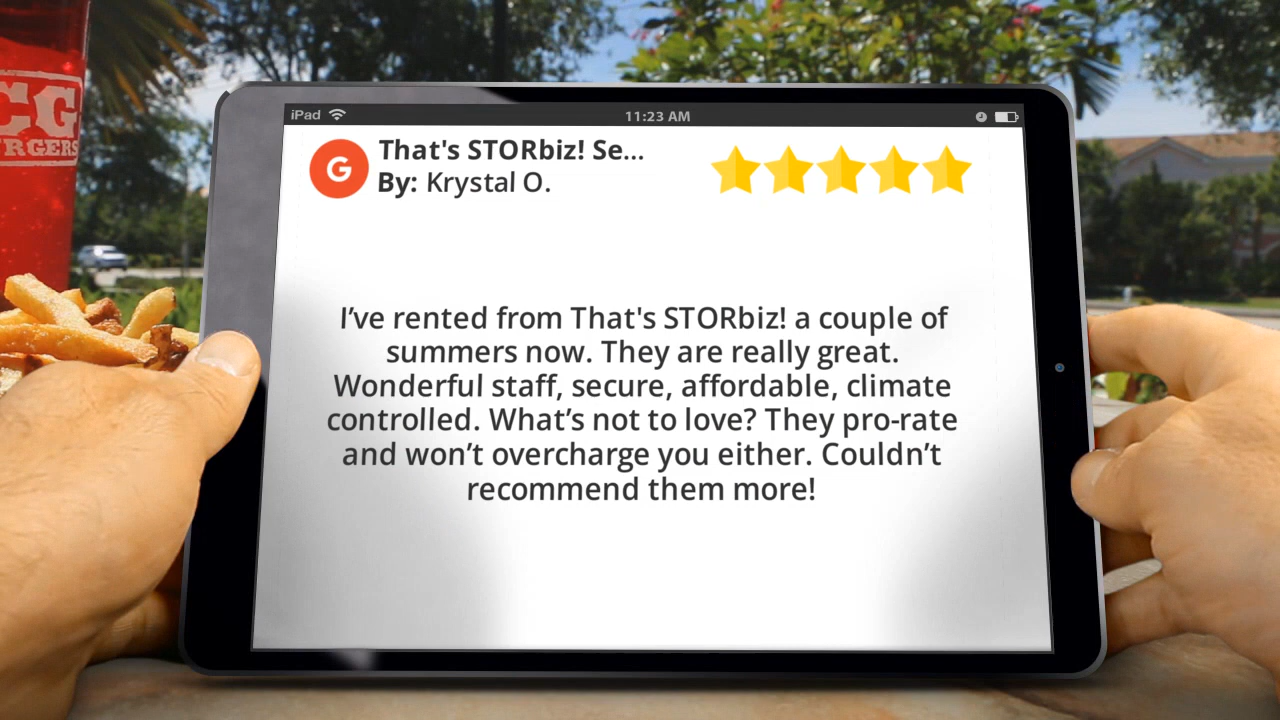 CG
RGERS
iPad
11:23 AM
G
That's STORbiz! Se...
By: Krystal O.
I’ve rented from That's STORbiz! a couple of
summers now. They are really great.
Wonderful staff, secure, affordable, climate
controlled. What’s not to love? They pro-rate
and won’t overcharge you either. Couldn’t
recommend them more!